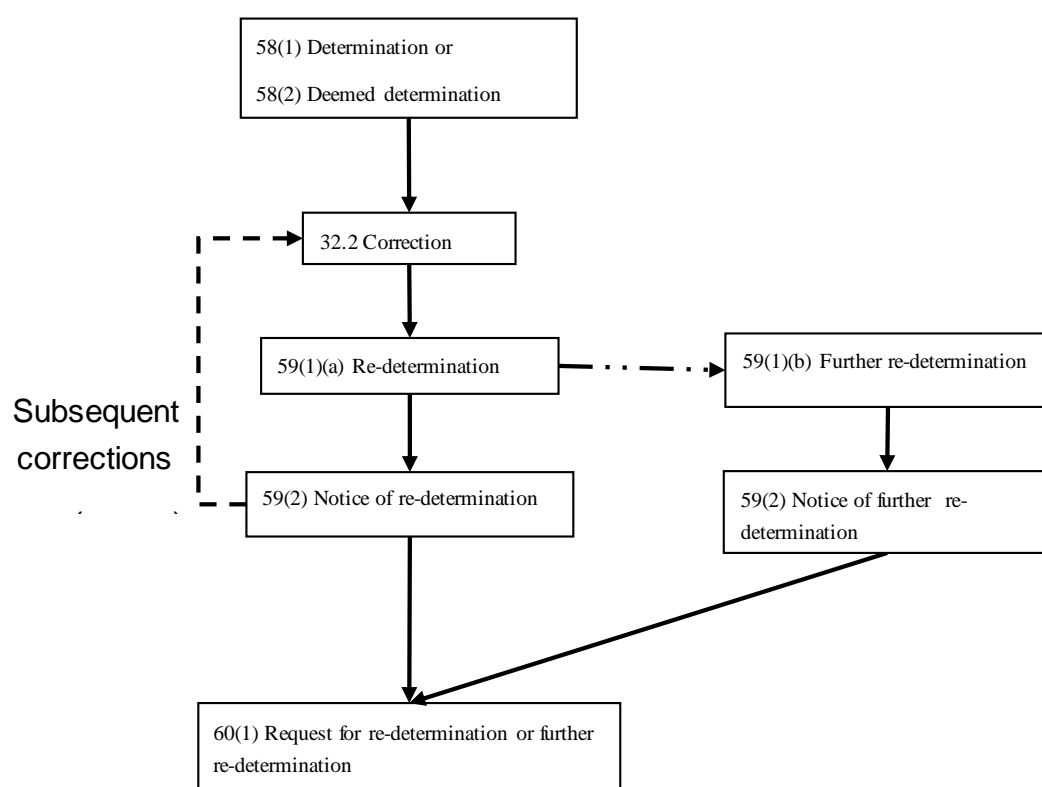 58(1) Determination or
58(2) Deemed determination
32.2 Correction
59(1)(a) Re-determination
59(1)(b) Further re-determination
Subsequent
corrections
59(2) Notice of re-determination
59(2) Notice of further re-
determination
60(1) Request for re-determination or further
re-determination